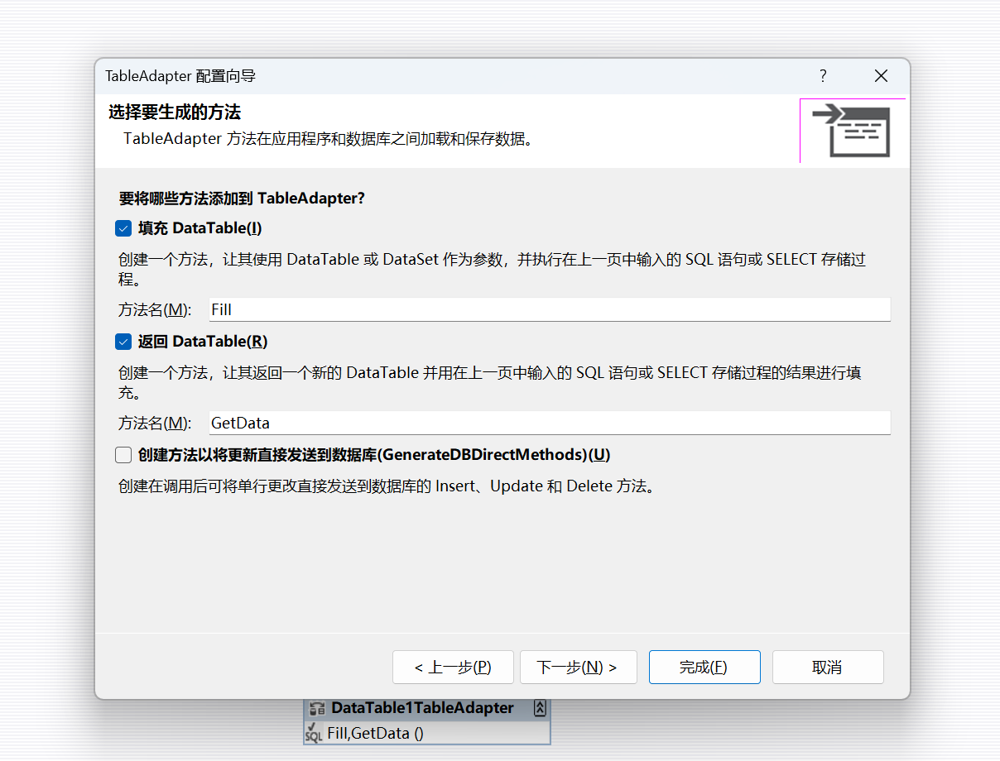 TableAdapter 配置向导
?
选择要生成的方法
TableAdapter 方法在应用程序和数据库之间加载和保存数据。
要将哪些方法添加到 TableAdapter?
填充 DataTable(I)
创建一个方法，让其使用 DataTable 或 DataSet 作为参数，并执行在上一页中输入的 SQL 语句或 SELECT 存储过
程。
方法名(M): Fill
返回 DataTable(R)
创建一个方法，让其返回一个新的 DataTable 并用在上一页中输入的 SQL 语句或 SELECT 存储过程的结果进行填
充。
方法名(M): GetData
创建方法以将更新直接发送到数据库(GenerateDBDirectMethods)(U)
创建在调用后可将单行更改直接发送到数据库的 Insert、Update 和 Delete 方法。
< 上一步(P) 下一步(N) > 完成(F) 取消
DataTable1TableAdapter
SQL Fill,GetData ()